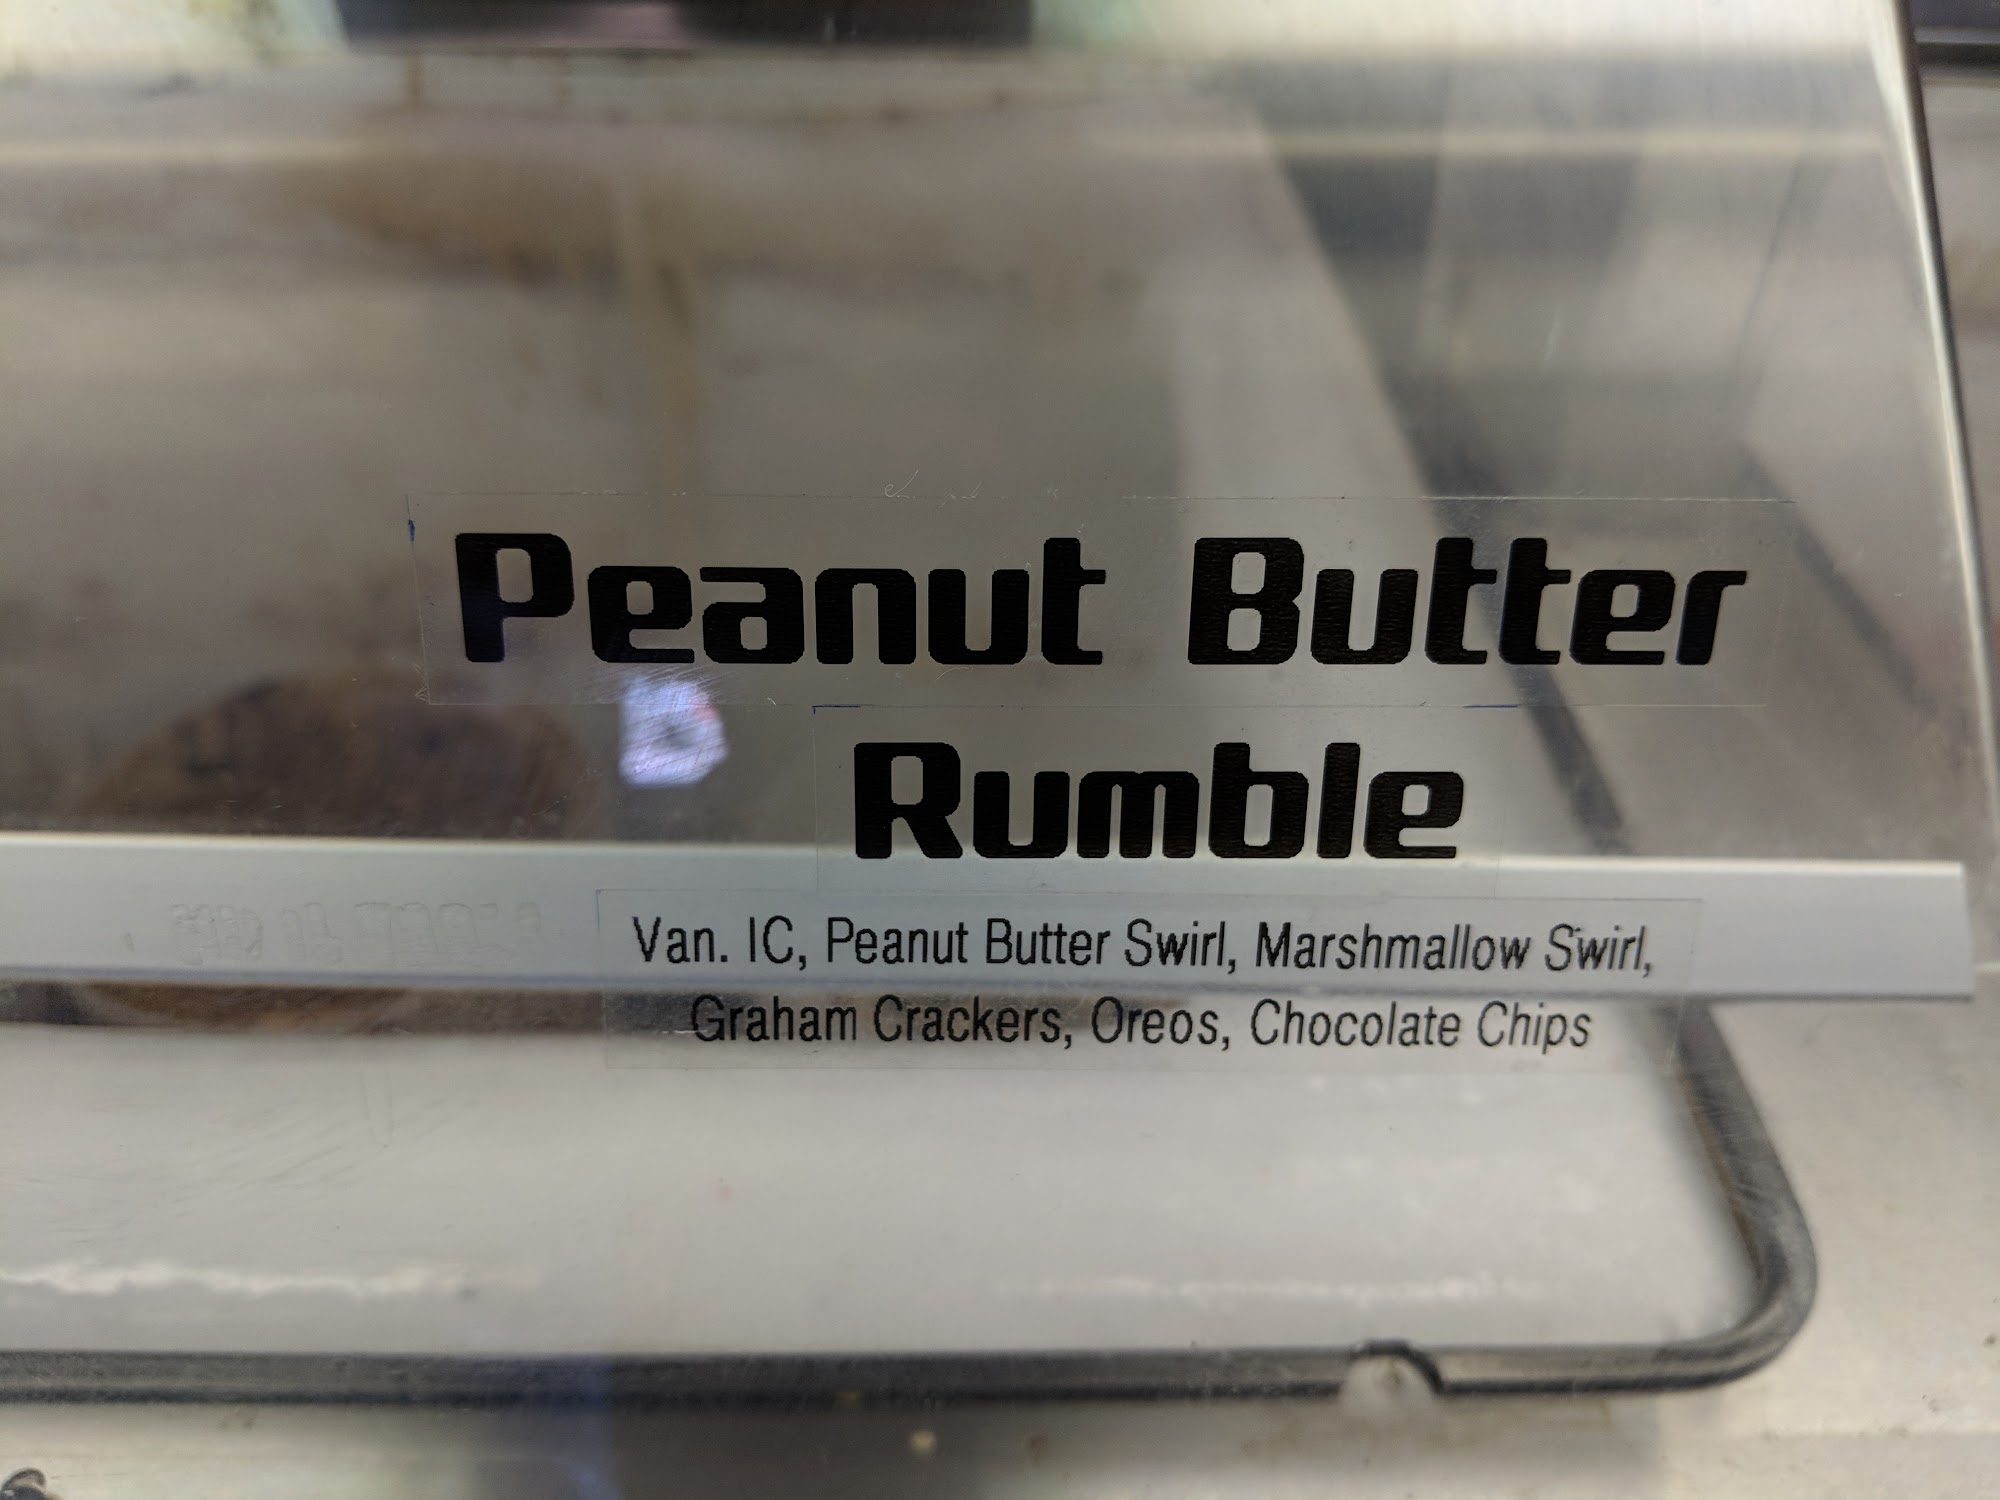 Peanut Butter
Rumble
Van. IC, Peanut Butter Swirl, Marshmallow Swirl,
Graham Crackers, Oreos, Chocolate Chips